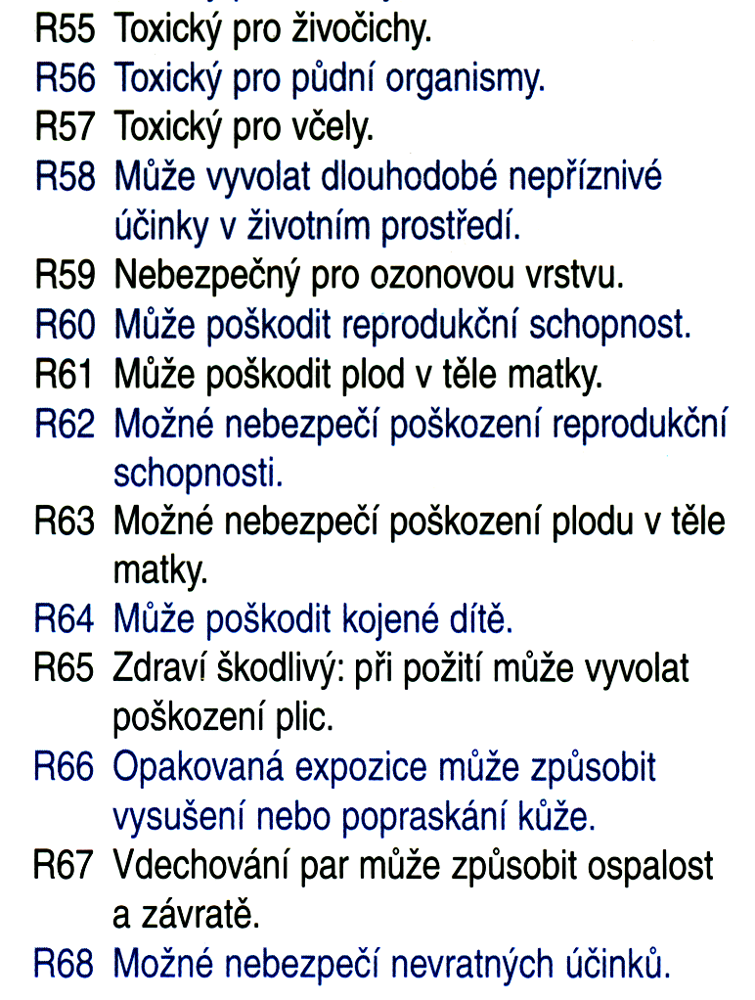 R55 Toxický pro živočichy.
R56 Toxický pro půdní organismy.
R57 Toxický pro včely.
R58 Může vyvolat dlouhodobé nepříznivé
účinky v životním prostředí.
R59 Nebezpečný pro ozonovou vrstvu.
R60 Může poškodit reprodukční schopnost.
R61 Může poškodit plod v těle matky.
R62 Možné nebezpečí poškození reprodukční
schopnosti.
R63 Možné nebezpečí poškození plodu v těle
matky.
R64 Může poškodit kojené dítě.
R65 Zdraví škodlivý: při požití může vyvolat
poškození plic.
R66 Opakovaná expozice může způsobit
vysušení nebo popraskání kůže.
R67 Vdechování par může způsobit ospalost
a závratě.
R68 Možné nebezpečí nevratných účinků.